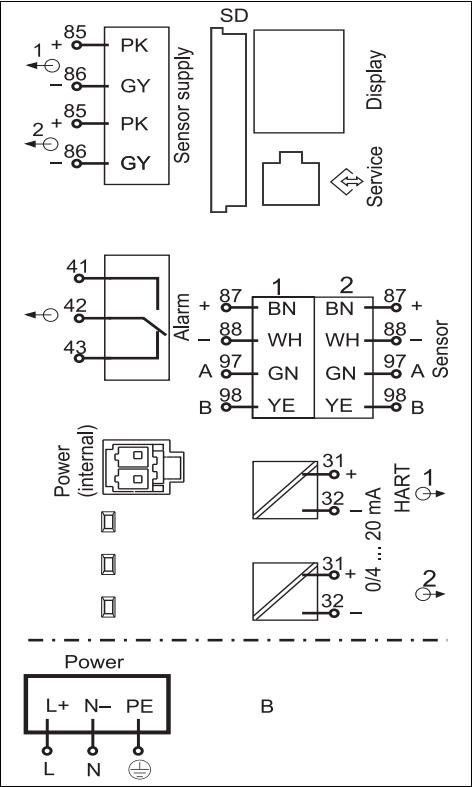 SD
85
1 + PK
86
− GY
85
2 + PK
86
− GY
Sensor supply
Display
Service
41
42
43
Alarm
1 2
87 BN BN 87
+ +
88 WH WH 88
− −
97 GN GN 97
A A
98 YE YE 98
B B
Sensor
Power
(internal)
31
+
32
−
31
+
32
−
0/4 ... 20 mA
HART
1
2
Power
L+ N− PE
L N
B